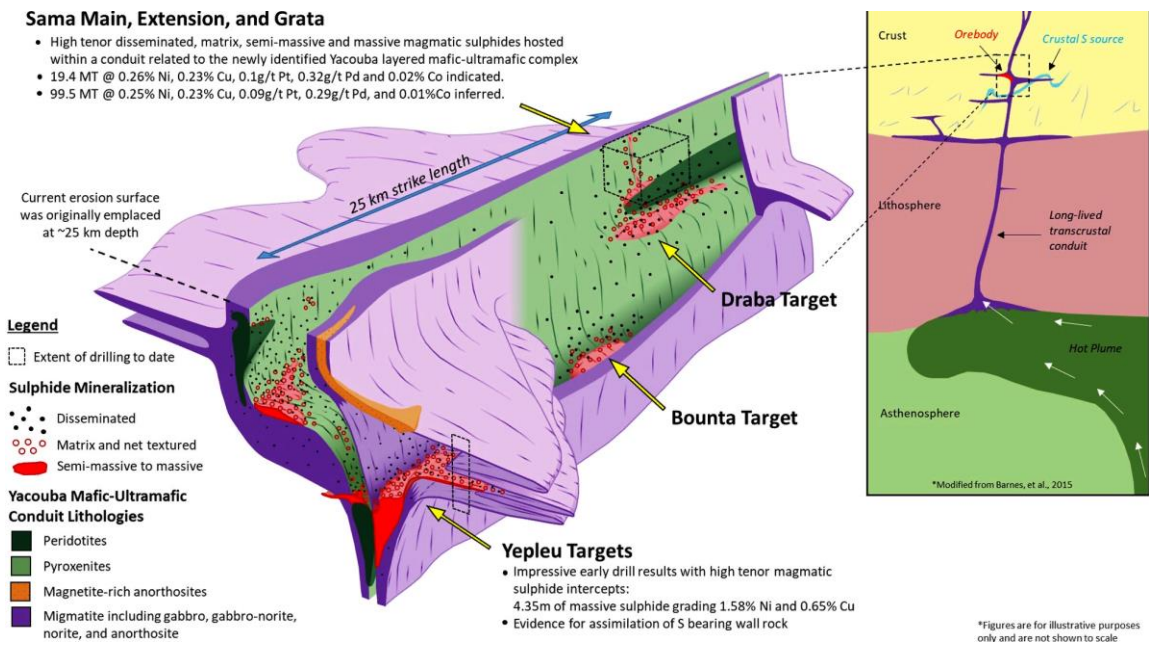 Sama Main, Extension, and Grata
• High tenor disseminated, matrix, semi-massive and massive magmatic sulphides hosted
within a conduit related to the newly identified Yacouba layered mafic-ultramafic complex
• 19.4 MT @ 0.26% Ni, 0.23% Cu, 0.1g/t Pt, 0.32g/t Pd and 0.02% Co indicated.
• 99.5 MT @ 0.25% Ni, 0.23% Cu, 0.09g/t Pt, 0.29g/t Pd, and 0.01%Co inferred.
25 km strike length
Current erosion surface
was originally emplaced
at ~25 km depth
Draba Target
Bounta Target
Legend
Extent of drilling to date
Sulphide Mineralization
Disseminated
Matrix and net textured
Semi-massive to massive
Yacouba Mafic-Ultramafic
Conduit Lithologies
Peridotites
Pyroxenites
Magnetite-rich anorthosites
Migmatite including gabbro, gabbro-norite,
norite, and anorthosite
Yepleu Targets
• Impressive early drill results with high tenor magmatic
sulphide intercepts:
4.35m of massive sulphide grading 1.58% Ni and 0.65% Cu
• Evidence for assimilation of S bearing wall rock
Crust
Orebody
Crustal S source
Lithosphere
Long-lived
transcrustal
conduit
Hot Plume
Asthenosphere
*Modified from Barnes, et al., 2015
*Figures are for illustrative purposes
only and are not shown to scale